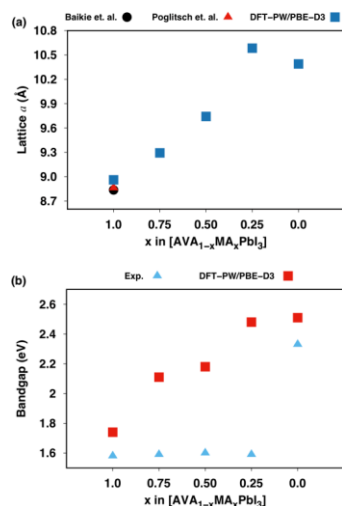 Baikie et. al. Poglitsch et. al. DFT−PW/PBE−D3
(a)
10.8
10.5
10.2
9.9
9.6
9.3
9.0
8.7
Lattice a (Å)
1.0 0.75 0.50 0.25 0.0
x in [AVA₁₋ₓMAₓPbI₃]
Exp. DFT−PW/PBE−D3
(b)
2.6
2.4
2.2
2
1.8
1.6
Bandgap (eV)
1.0 0.75 0.50 0.25 0.0
x in [AVA₁₋ₓMAₓPbI₃]